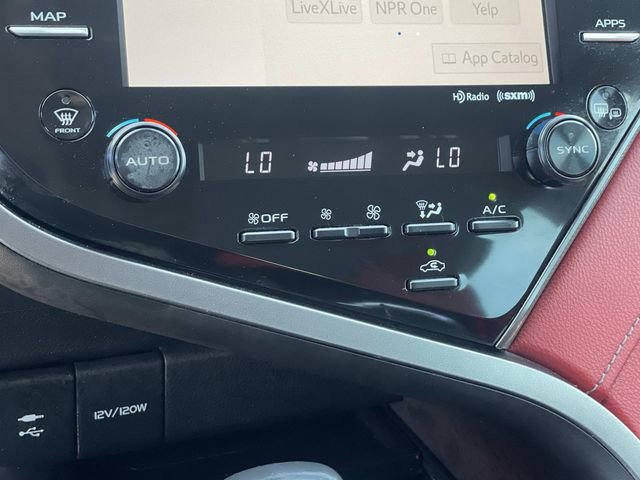 MAP
LiveXLive
NPR One
Yelp
APPS
App Catalog
HD Radio ((sxm))
FRONT
AUTO
LO
LO
SYNC
OFF
A/C
12V/120W